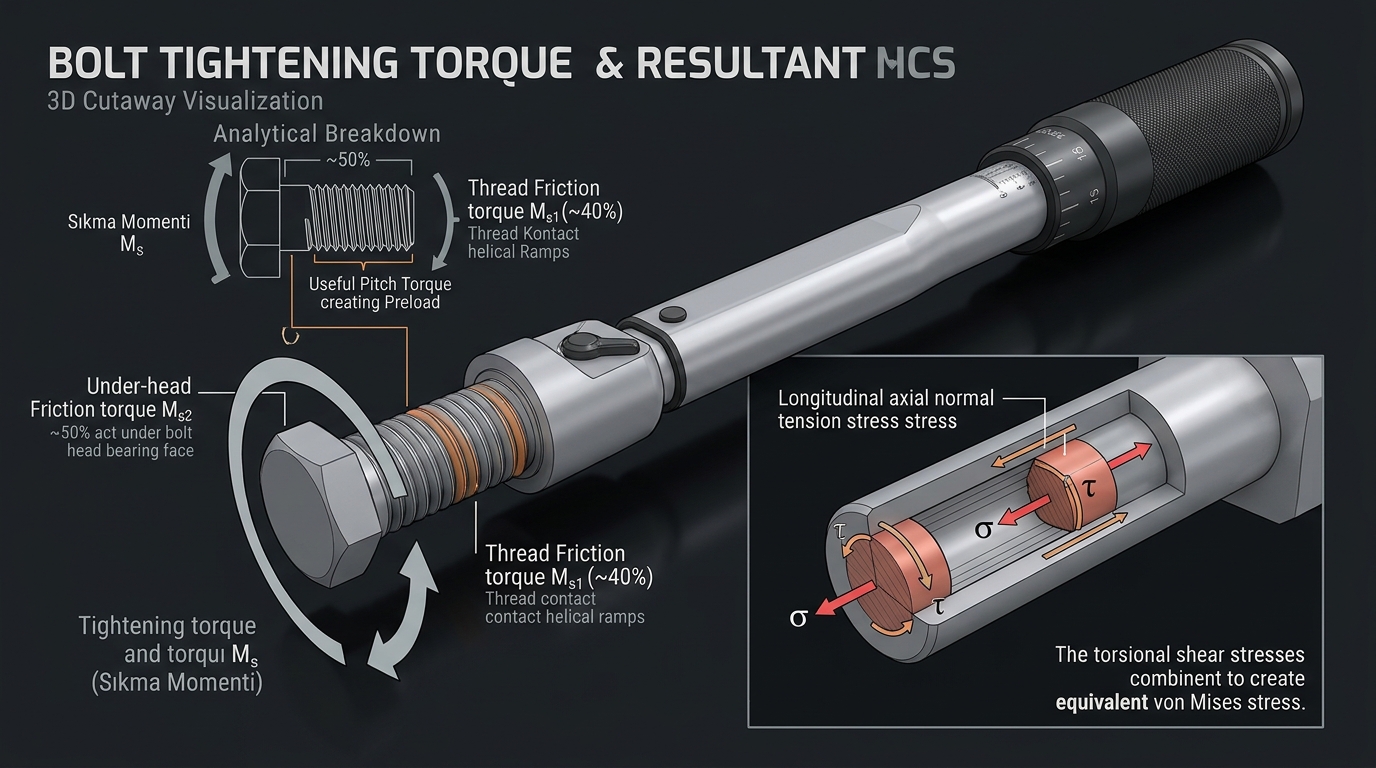 BOLT TIGHTENING TORQUE & RESULTANT MCS
3D Cutaway Visualization
Analytical Breakdown
~50%
Sıkma Momenti
Ms
Thread Friction
torque Ms1 (~40%)
Thread Kontact
helical Ramps
Useful Pitch Torque
creating Preload
Under-head
Friction torque Ms2
~50% act under bolt
head bearing face
Thread Friction
torque Ms1 (~40%)
Thread contact
contact helical ramps
Tightening torque
and torquı Ms
(Sıkma Momenti)
Longitudinal axial normal
tension stress stress
τ
σ
τ
τ
σ
The torsional shear stresses
combinent to create
equivalent von Mises stress.